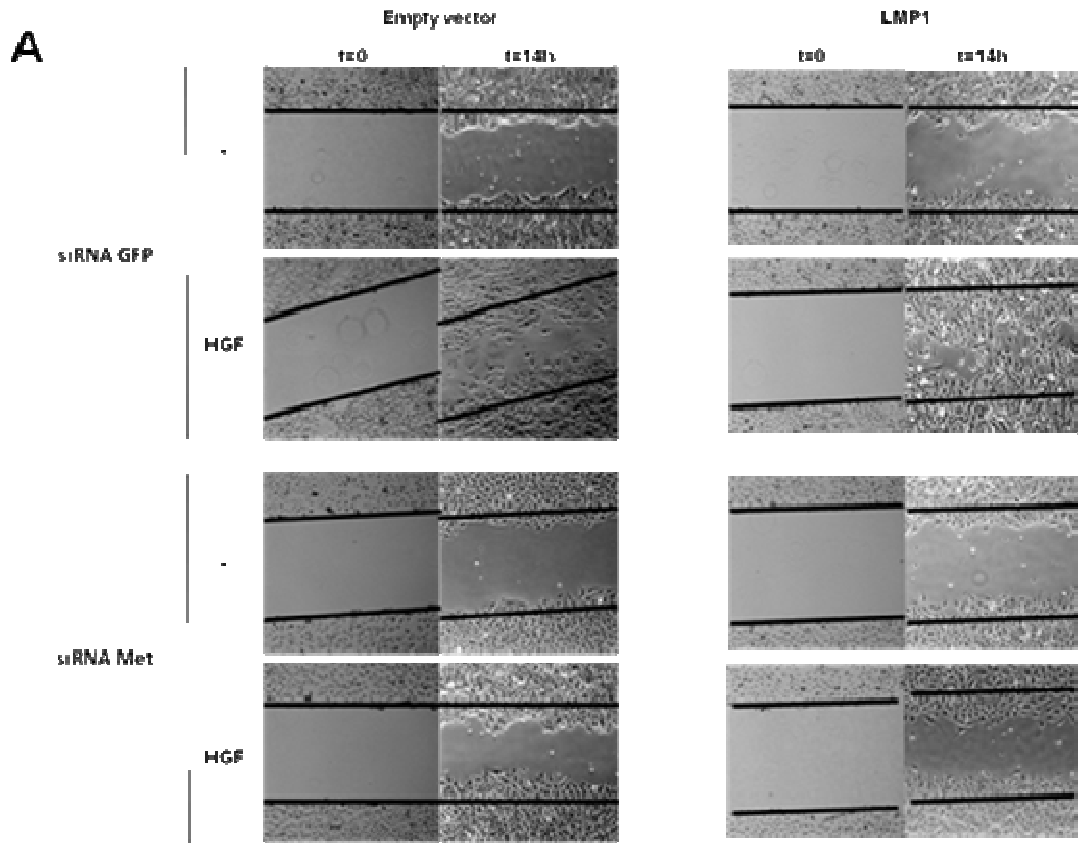 A
Empty vector
LMP1
t=0
t=14h
t=0
t=14h
-
siRNA GFP
HGF
-
siRNA Met
HGF